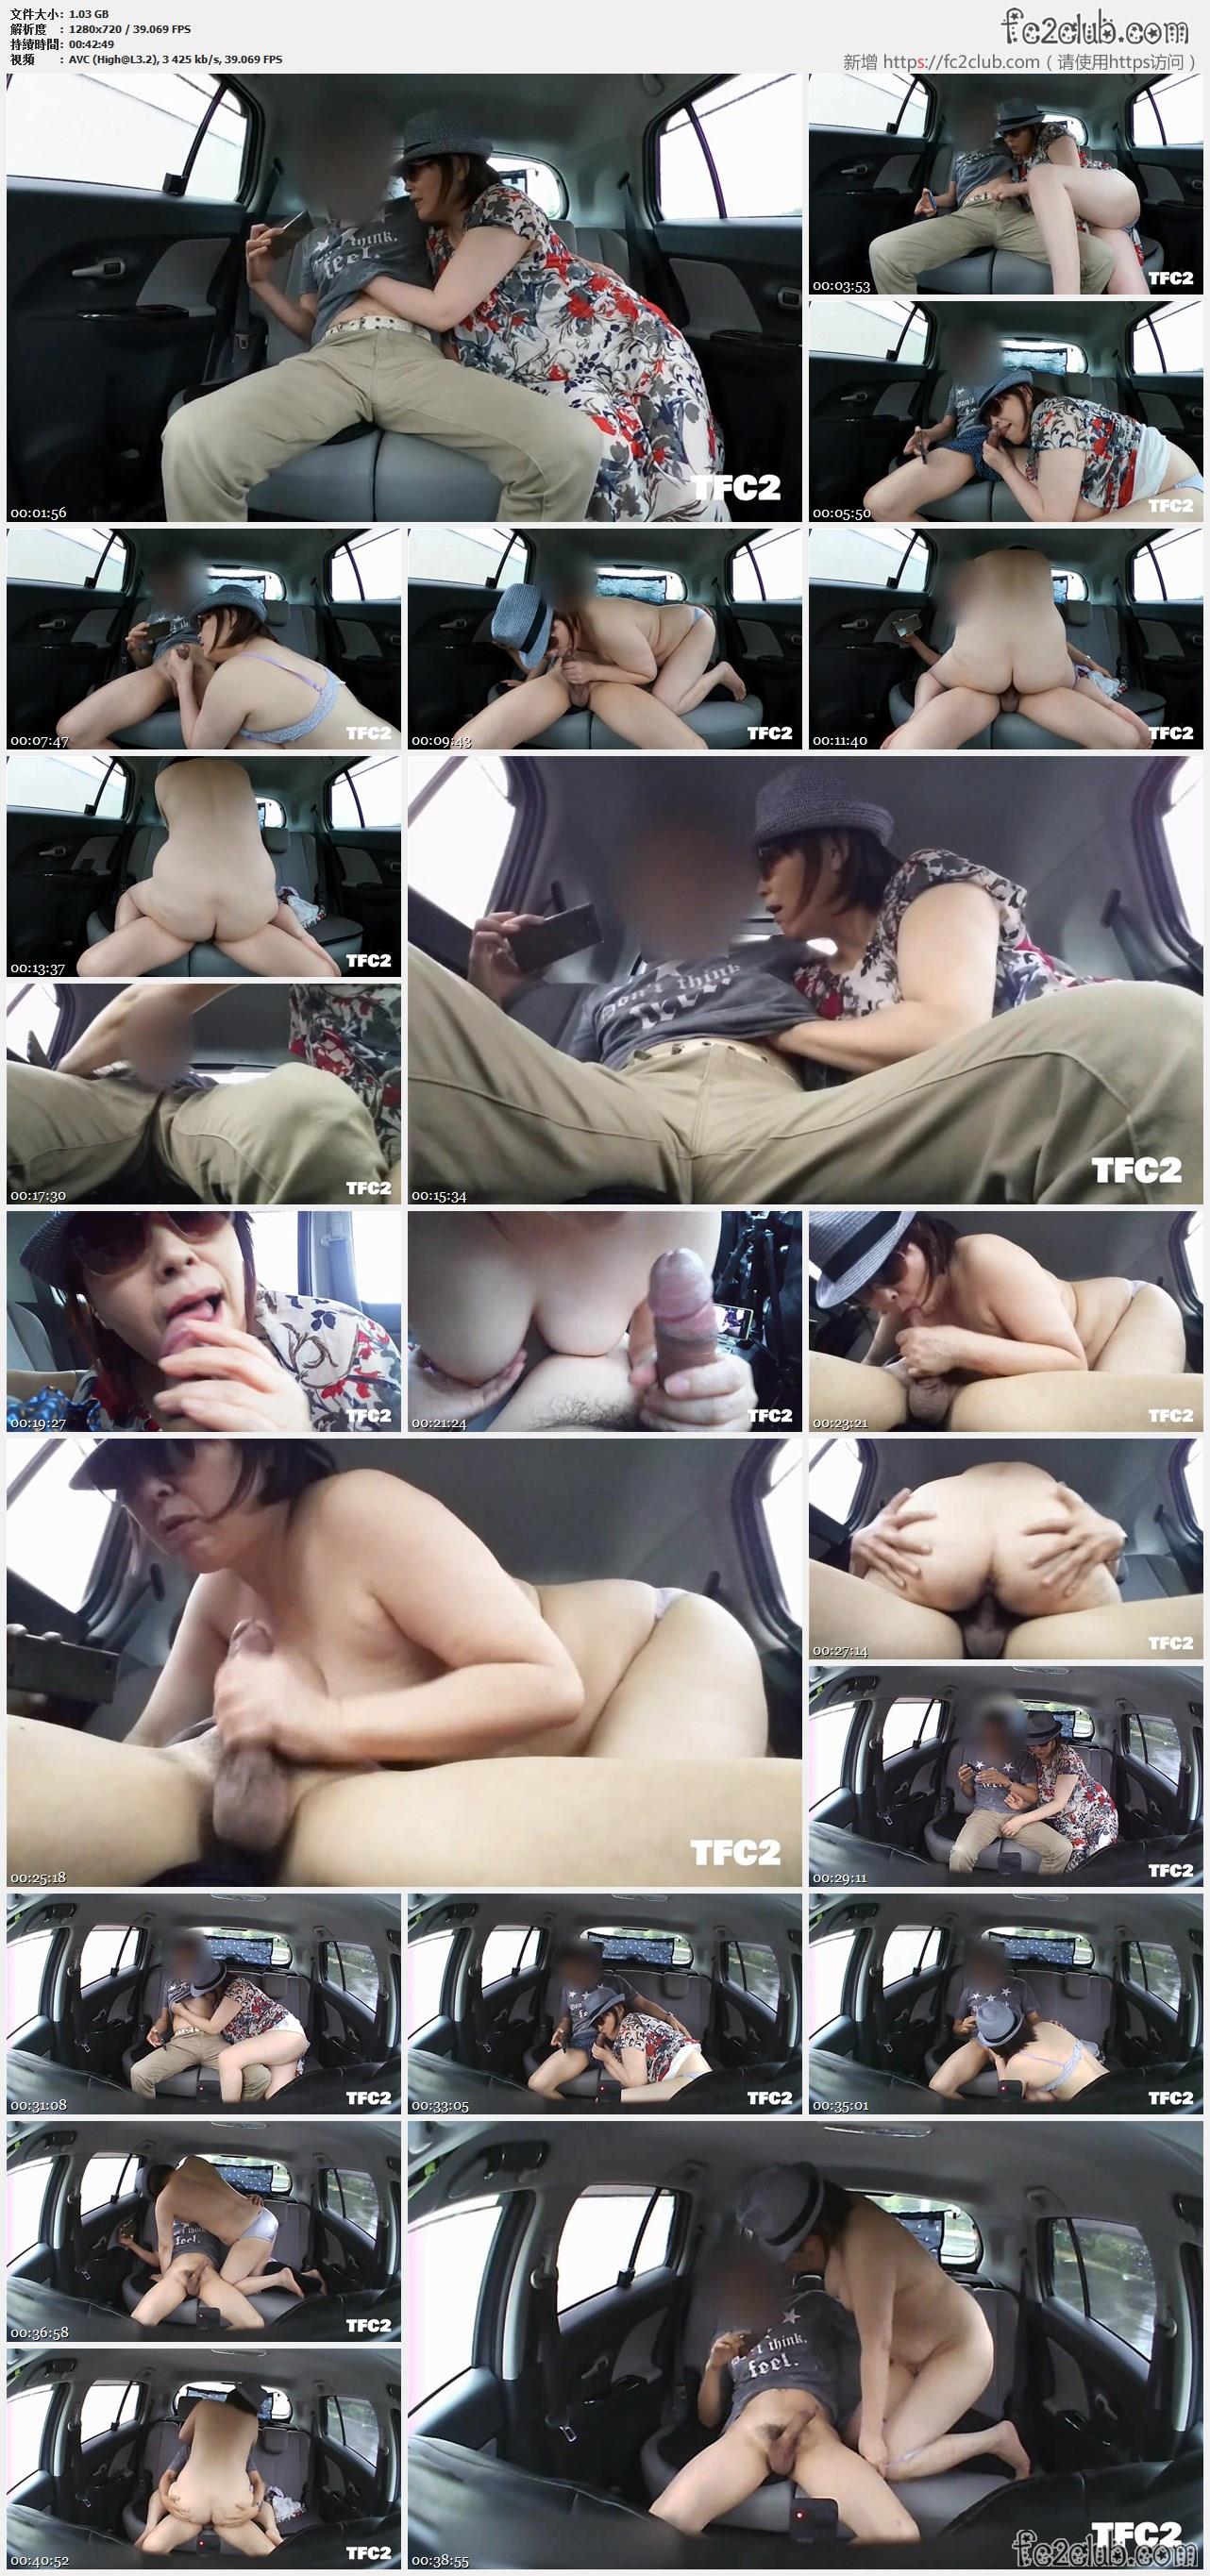 文件大小: 1.03 GB
解析度 : 1280x720 / 39.069 FPS
持續時間: 00:42:49
視頻 : AVC (High@L3.2), 3 425 kb/s, 39.069 FPS
fc2club.com
新增 https://fc2club.com ( 请使用https访问 )
think.
feel.
TFC2
00:01:56
TFC2
00:03:53
TFC2
00:05:50
TFC2
00:07:47
TFC2
00:09:43
TFC2
00:11:40
TFC2
00:13:37
don't think
TFC2
00:15:34
TFC2
00:17:30
TFC2
00:19:27
TFC2
00:21:24
TFC2
00:23:21
TFC2
00:25:18
TFC2
00:27:14
TFC2
00:29:11
TFC2
00:31:08
TFC2
00:33:05
TFC2
00:35:01
feel.
TFC2
00:36:58
think.
feel.
TFC2
00:38:55
TFC2
00:40:52
fc2club.com